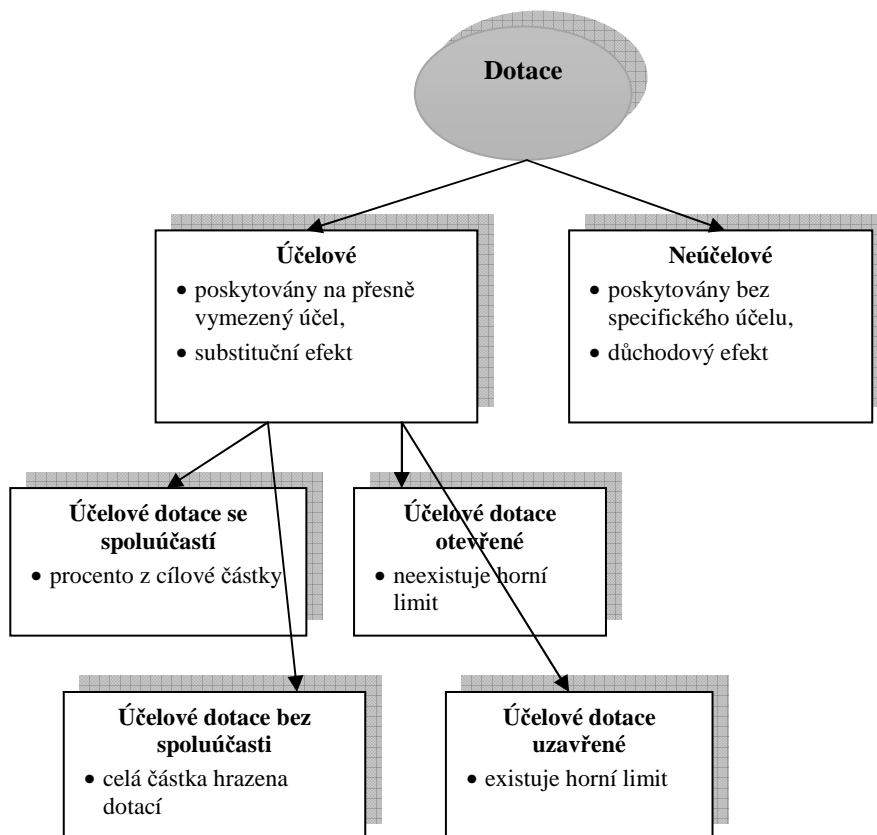 Dotace
Účelové
• poskytovány na přesně
vymezený účel,
• substituční efekt
Neúčelové
• poskytovány bez
specifického účelu,
• důchodový efekt
Účelové dotace se
spoluúčastí
• procento z cílové částky
Účelové dotace
otevřené
• neexistuje horní
limit
Účelové dotace bez
spoluúčasti
• celá částka hrazena
dotací
Účelové dotace
uzavřené
• existuje horní limit